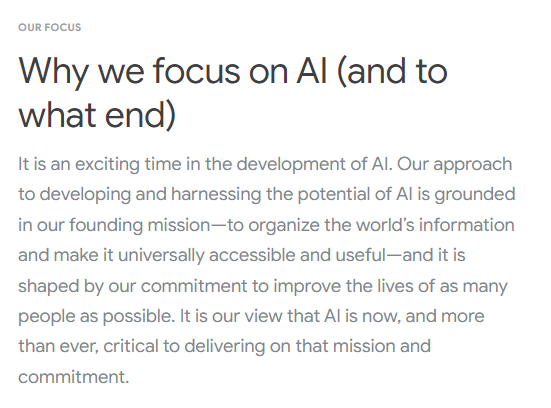 OUR FOCUS
Why we focus on AI (and to
what end)
It is an exciting time in the development of AI. Our approach
to developing and harnessing the potential of AI is grounded
in our founding mission—to organize the world's information
and make it universally accessible and useful—and it is
shaped by our commitment to improve the lives of as many
people as possible. It is our view that AI is now, and more
than ever, critical to delivering on that mission and
commitment.